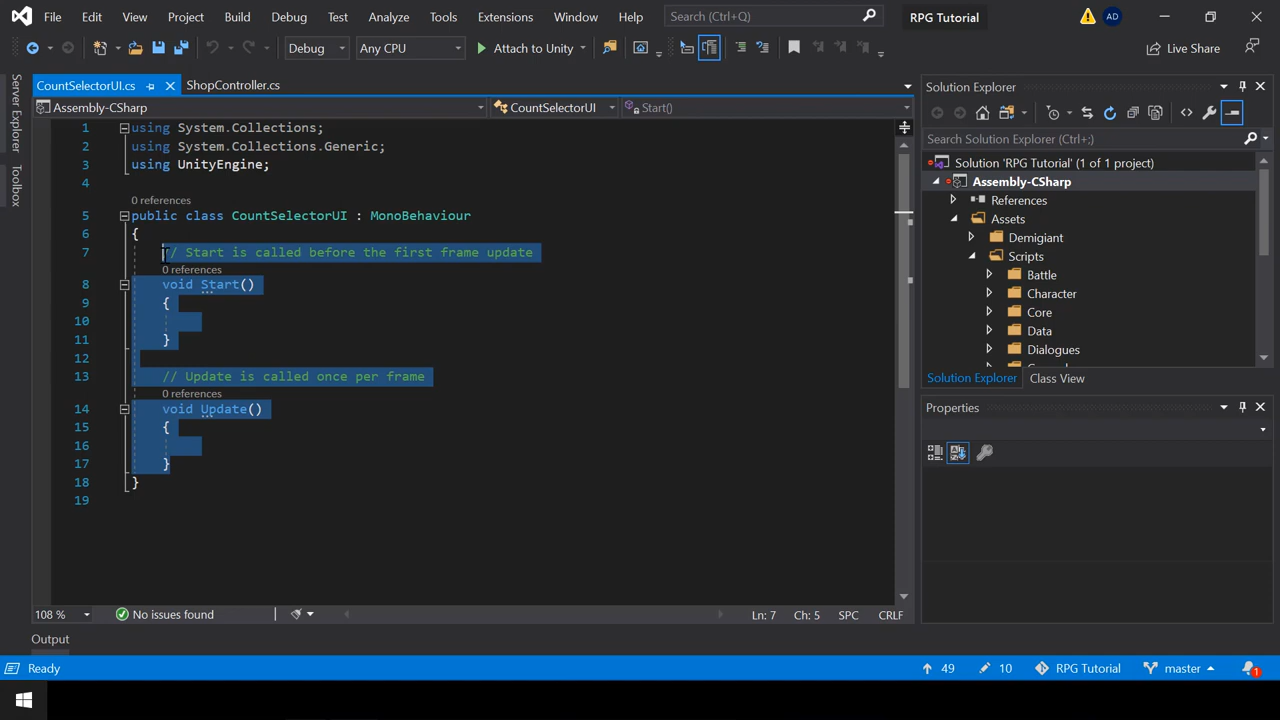 File Edit View Project Build Debug Test Analyze Tools Extensions Window Help Search (Ctrl+Q) RPG Tutorial AD
Debug Any CPU Attach to Unity Live Share
CountSelectorUI.cs ShopController.cs
Assembly-CSharp CountSelectorUI Start()
Server Explorer
Toolbox
1 using System.Collections;
2 using System.Collections.Generic;
3 using UnityEngine;
4
0 references
5 public class CountSelectorUI : MonoBehaviour
6 {
7 // Start is called before the first frame update
0 references
8 void Start()
9 {
10
11 }
12
13 // Update is called once per frame
0 references
14 void Update()
15 {
16
17 }
18 }
19
108 % No issues found Ln: 7 Ch: 5 SPC CRLF
Solution Explorer
Search Solution Explorer (Ctrl+;)
Solution 'RPG Tutorial' (1 of 1 project)
Assembly-CSharp
References
Assets
Demigiant
Scripts
Battle
Character
Core
Data
Dialogues
Solution Explorer Class View
Properties
Output
Ready 49 10 RPG Tutorial master 1